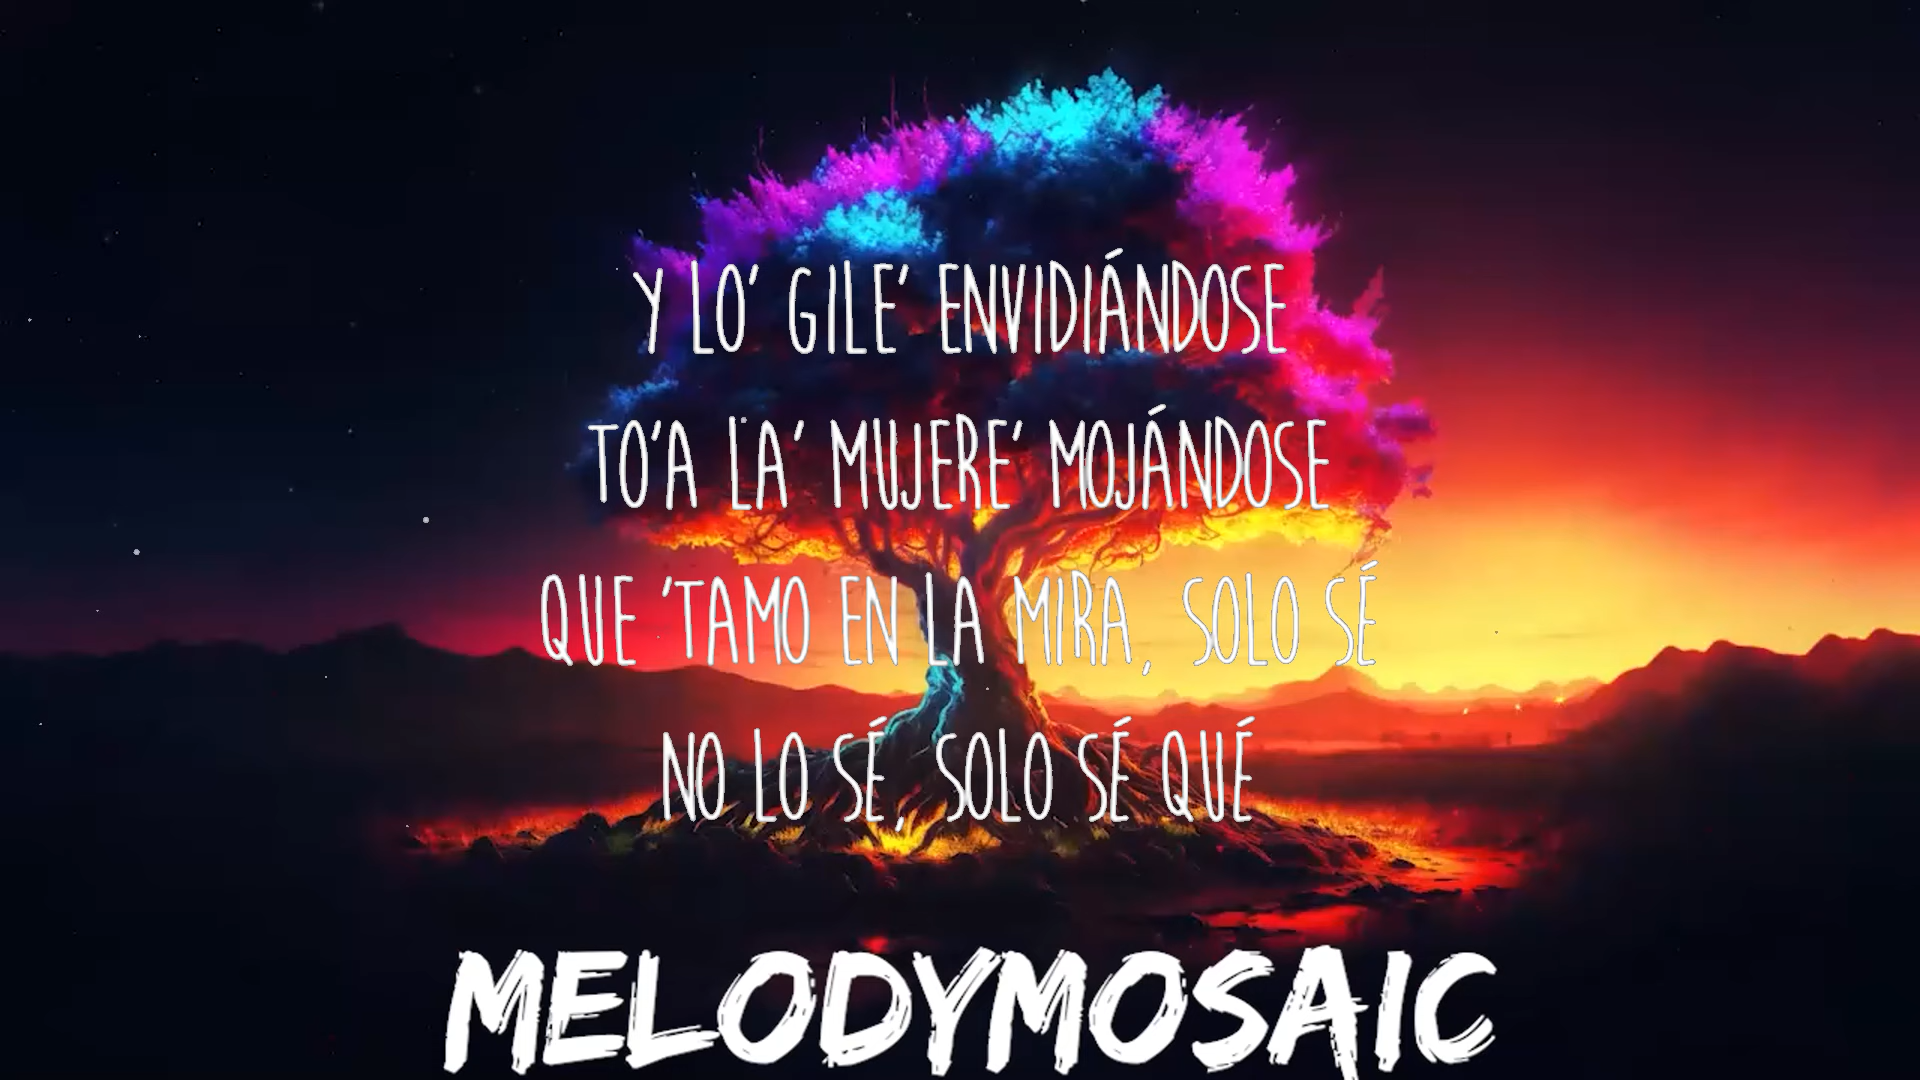 Y LO' GILE' ENVIDIÁNDOSE
TO'A LA' MUJERE' MOJÁNDOSE
QUE 'TAMO EN LA MIRA, SOLO SÉ
NO LO SÉ, SOLO SÉ QUÉ
MELODYMOSAIC